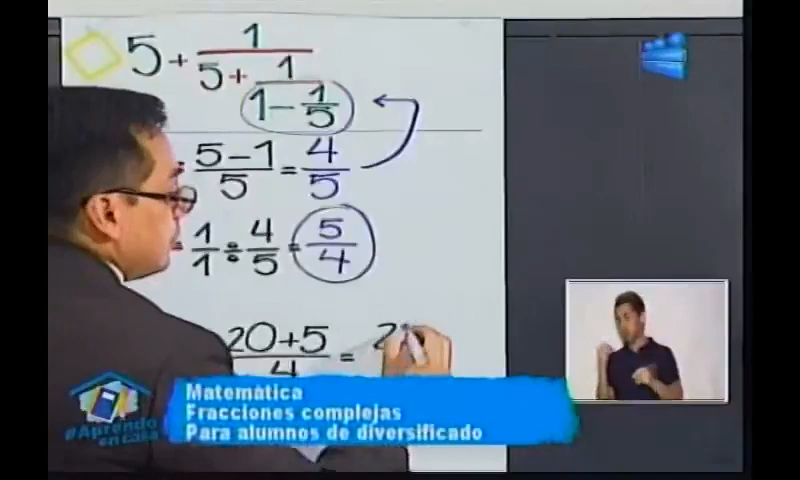 5 + 1
5 + 1
1 − 1
5
5 − 1 = 4
5 5
= 1 ÷ 4 = 5
1 5 4
20 + 5 = 2
4
Matemática
Fracciones complejas
Para alumnos de diversificado
#Aprendo
en casa